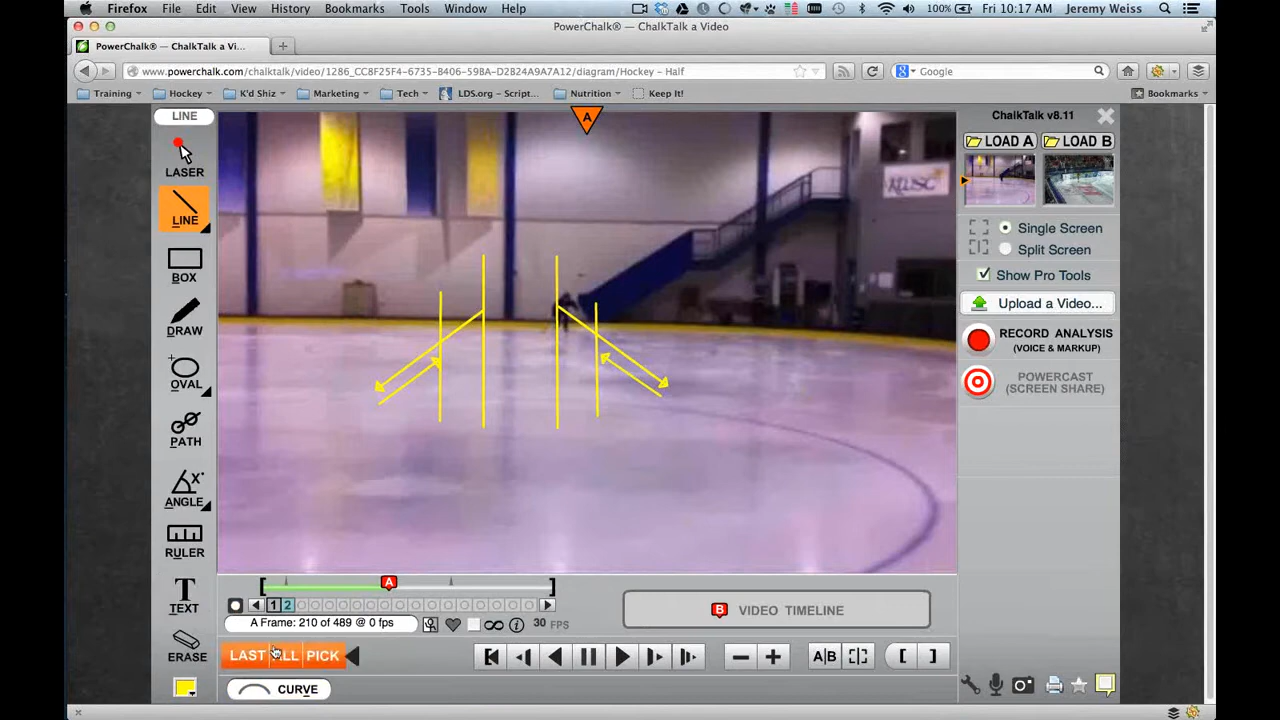 Firefox File Edit View History Bookmarks Tools Window Help 100% Fri 10:17 AM Jeremy Weiss
PowerChalk® — ChalkTalk a Video
PowerChalk® — ChalkTalk a Vi...
www.powerchalk.com/chalktalk/video/1286_CC8F25F4-6735-B406-59BA-D2B24A9A7A12/diagram/Hockey - Half
Google
Training Hockey K'd Shiz Marketing Tech LDS.org – Script... Nutrition Keep It! Bookmarks
LINE
LASER
LINE
BOX
DRAW
OVAL
PATH
ANGLE
RULER
TEXT
ERASE
A
ChalkTalk v8.11
LOAD A LOAD B
Single Screen
Split Screen
Show Pro Tools
Upload a Video...
RECORD ANALYSIS
(VOICE & MARKUP)
POWERCAST
(SCREEN SHARE)
A
1 2
A Frame: 210 of 489 @ 0 fps
30 FPS
B VIDEO TIMELINE
LAST ALL PICK
A|B
CURVE